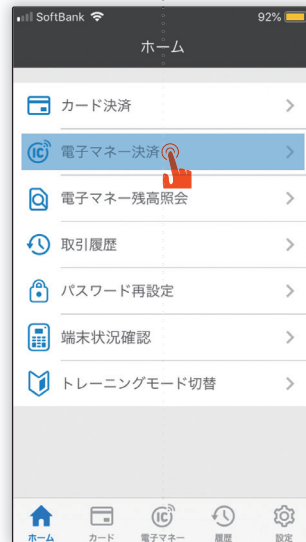 SoftBank 92%
ホーム
カード決済
電子マネー決済
電子マネー残高照会
取引履歴
パスワード再設定
端末状況確認
トレーニングモード切替
ホーム カード 電子マネー 履歴 設定